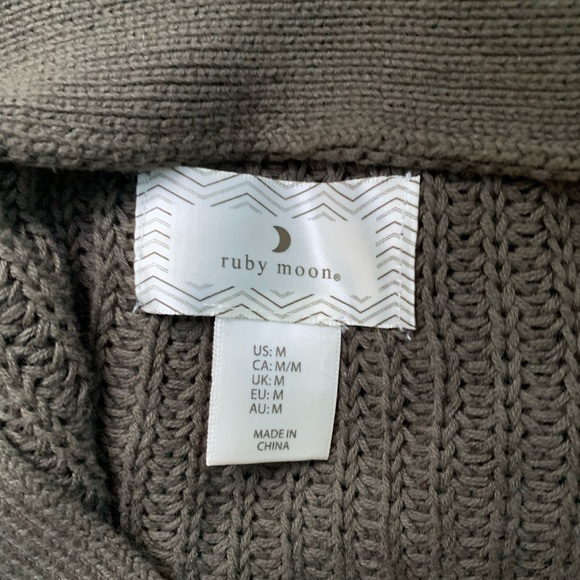 ruby moon®
US: M
CA: M/M
UK: M
EU: M
AU: M
MADE IN
CHINA